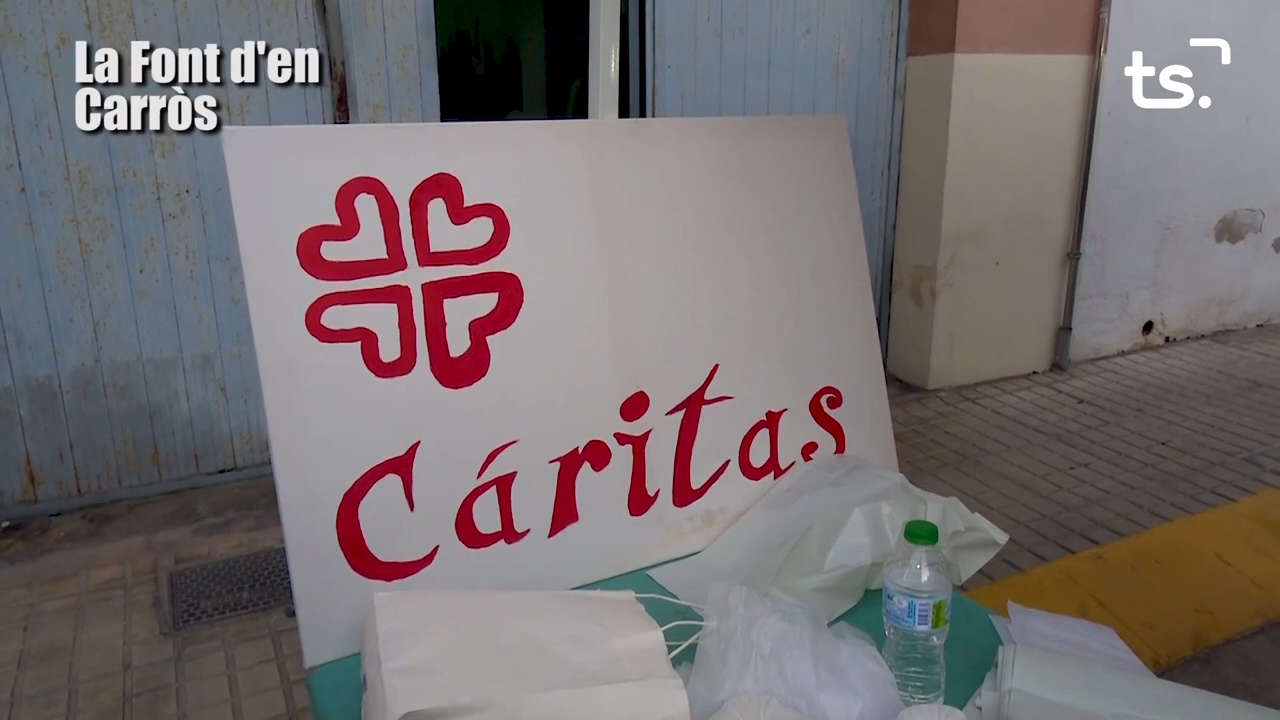 La Font d'en
Carròs
ts.
Cáritas